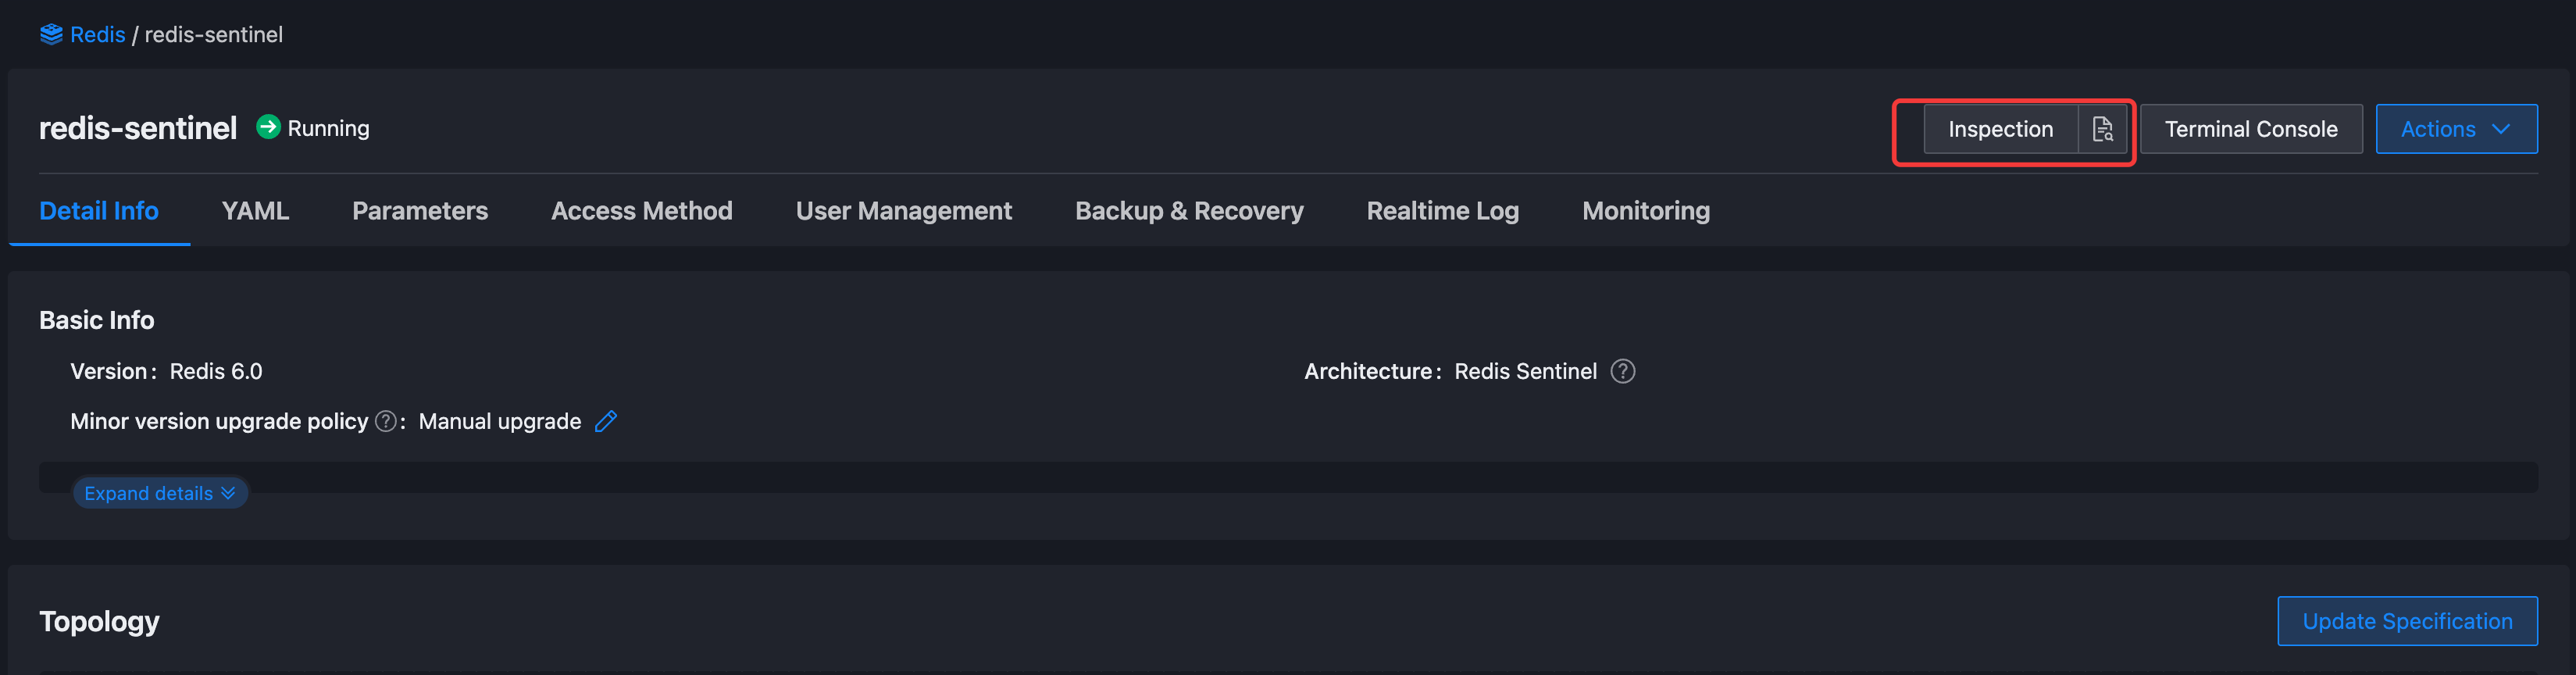 Redis / redis-sentinel
redis-sentinel Running
Inspection Terminal Console Actions
Detail Info YAML Parameters Access Method User Management Backup & Recovery Realtime Log Monitoring
Basic Info
Version: Redis 6.0
Architecture: Redis Sentinel ?
Minor version upgrade policy ?: Manual upgrade
Expand details
Topology
Update Specification